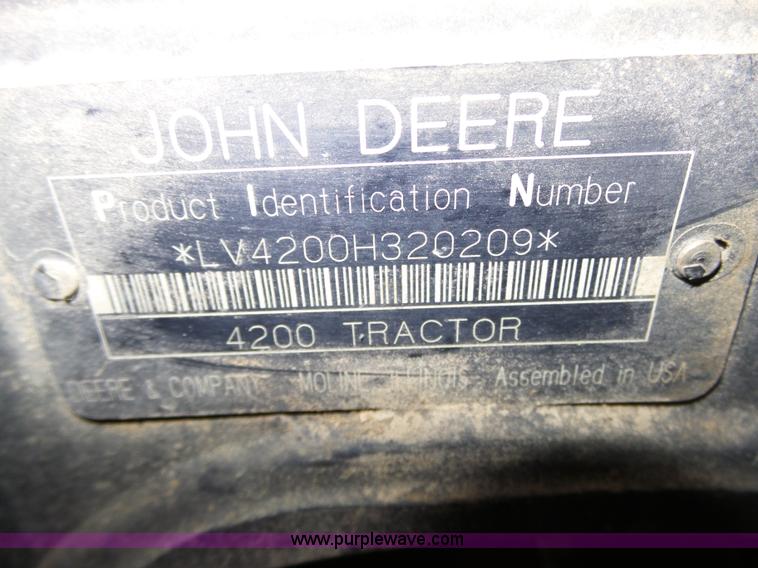 JOHN DEERE
Product Identification Number
*LV4200H320209*
4200 TRACTOR
DEERE & COMPANY MOLINE ILLINOIS Assembled in USA
www.purplewave.com